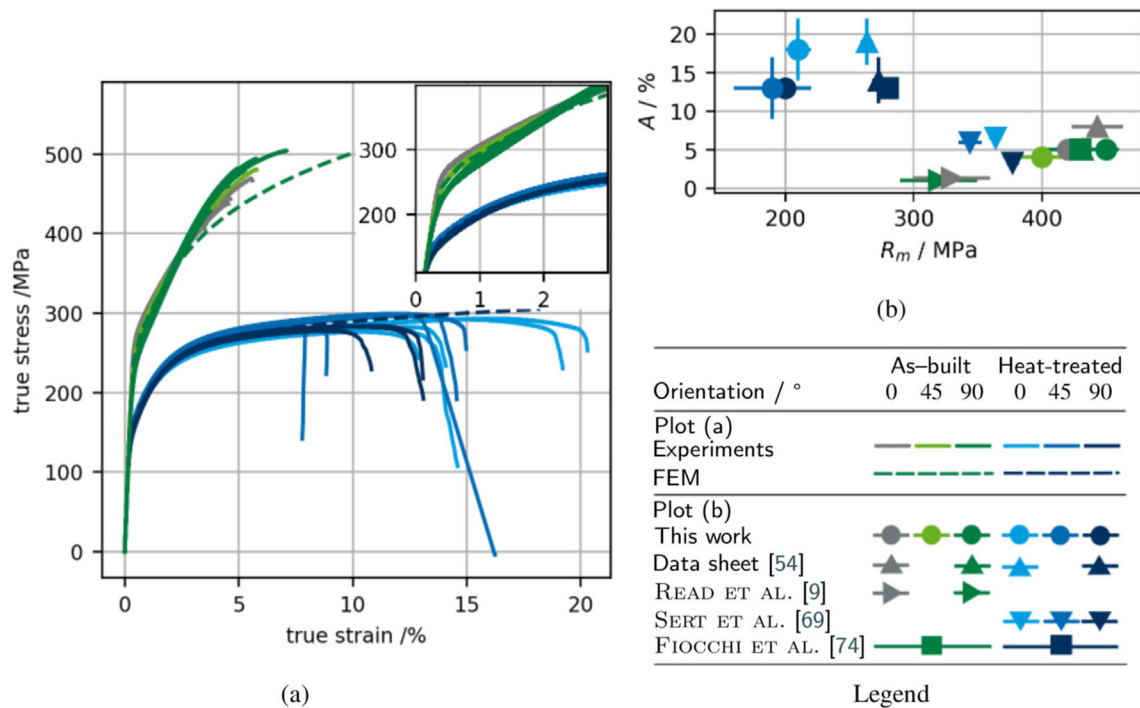 true stress /MPa
500
400
300
200
100
0
300
200
0
1
2
0
5
10
15
20
true strain /%
(a)
A / %
20
15
10
5
0
200
300
400
R_m / MPa
(b)
As–built Heat-treated
Orientation / ° 0 45 90 0 45 90
Plot (a)
Experiments
FEM
Plot (b)
This work
Data sheet [54]
READ ET AL. [9]
SERT ET AL. [69]
FIOCCHI ET AL. [74]
Legend